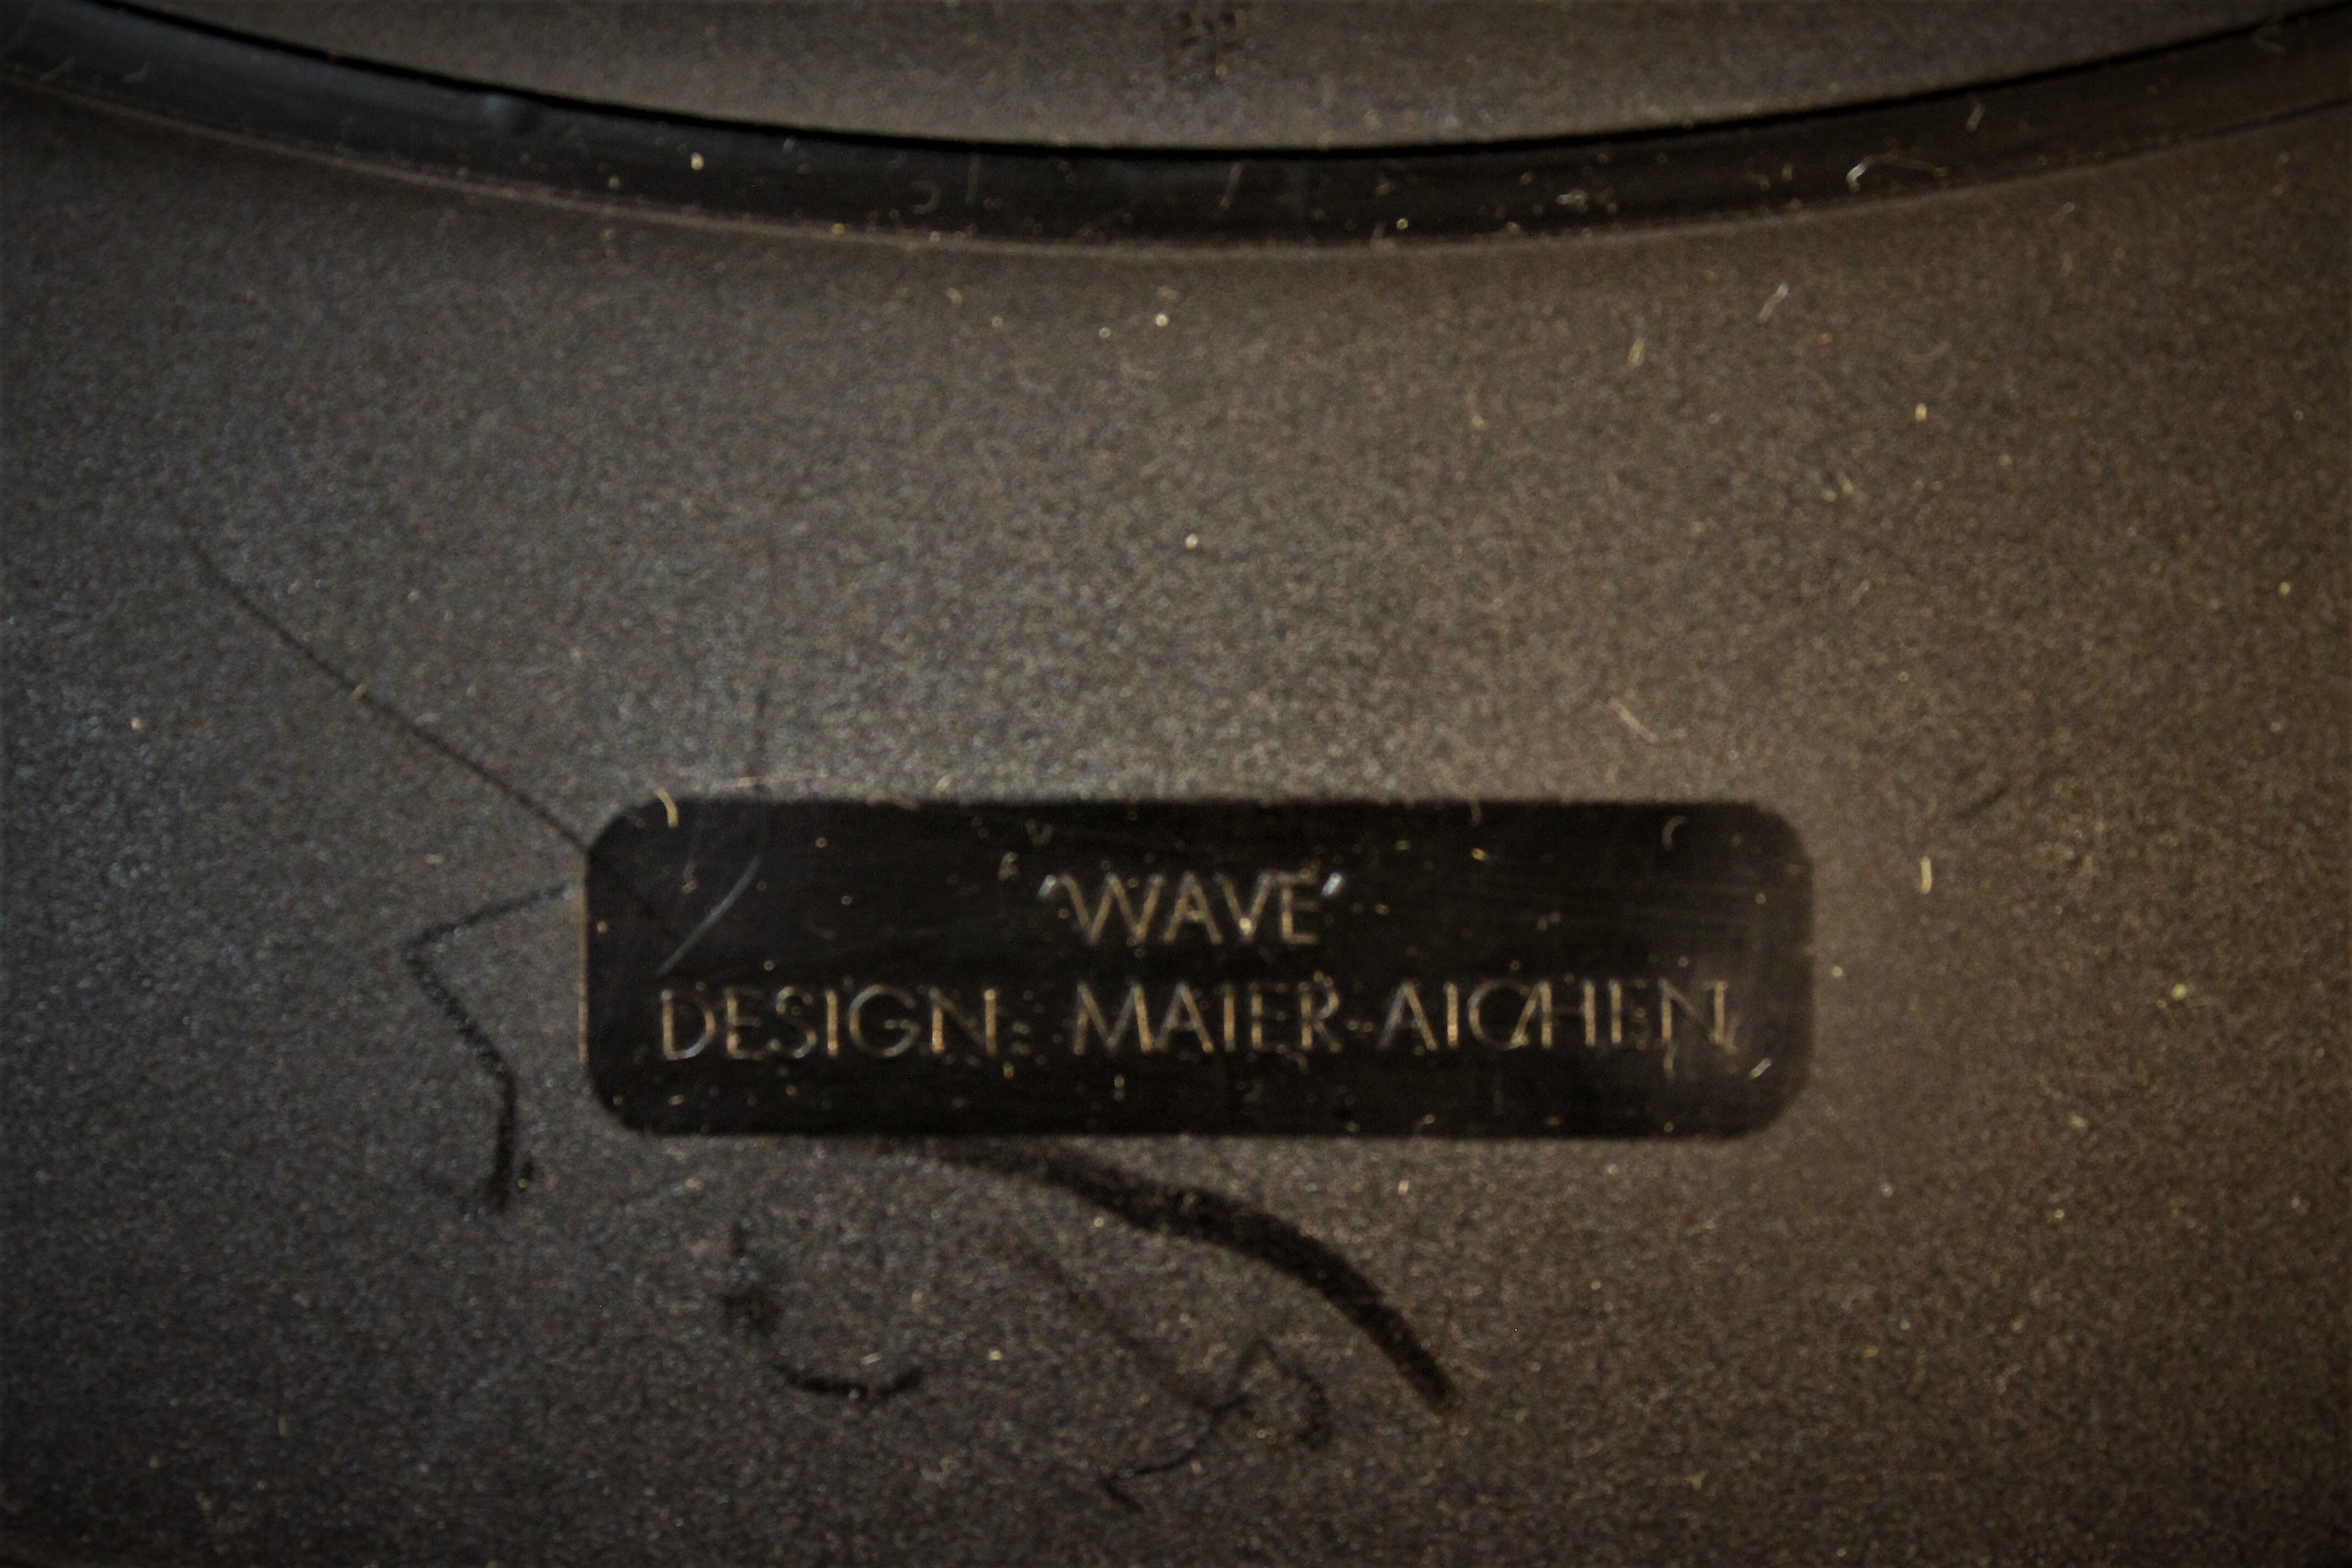 "WAVE"
DESIGN: MAIER-AICHEN